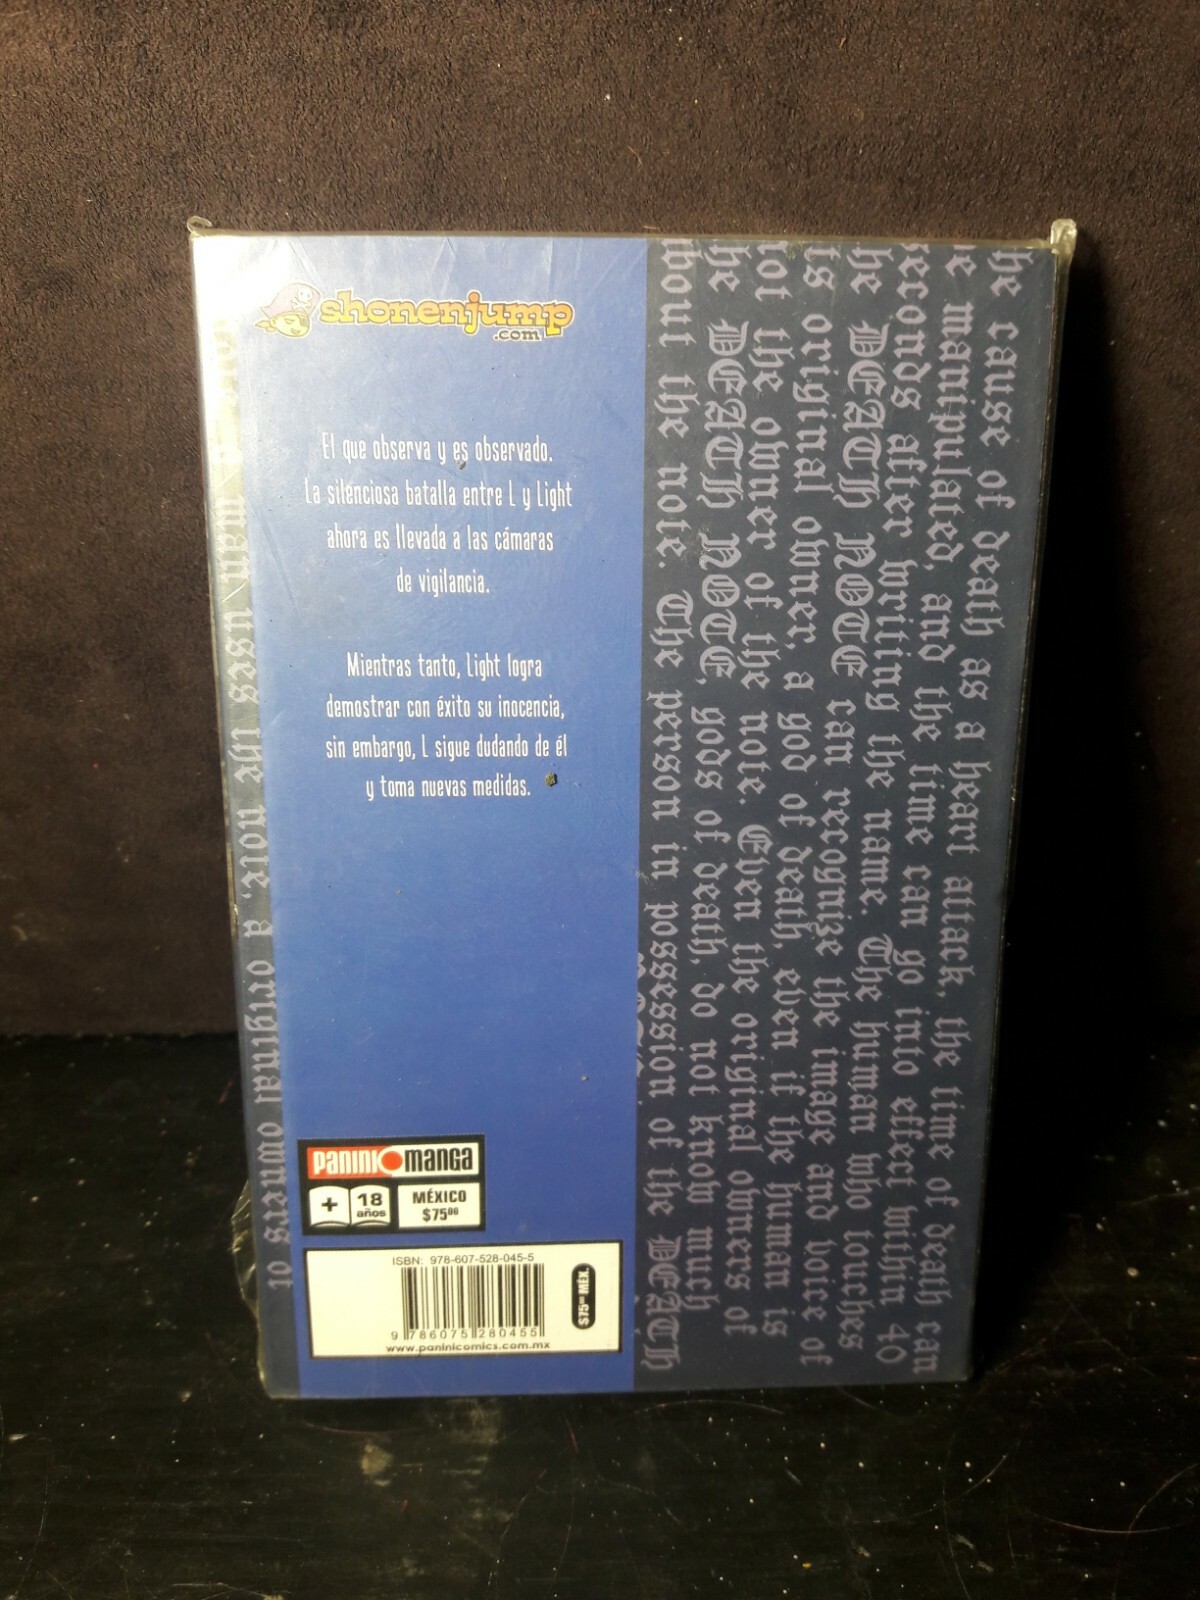 shonenjump
.com
El que observa y es observado.
La silenciosa batalla entre L y Light
ahora es llevada a las cámaras
de vigilancia.
Mientras tanto, Light logra
demostrar con éxito su inocencia,
sin embargo, L sigue dudando de él
y toma nuevas medidas.
PANINI MANGA
+ 18
años
MÉXICO
$75.00
ISBN: 978-607-528-045-5
9 786075 280455
www.paninicomics.com.mx
$75.00 MÉX.
he cause of death as a heart attack, the time of death can
e manipulated, and the time can go into effect within 40
econds after writing the name. The human who touches
he DEATH NOTE can recognize the image and voice of
ts original owner, a god of death, even if the human is
not the owner of the note. Even the original owners of
he DEATH NOTE, gods of death, do not know much
bout the note. The person in possession of the DEATH
man uses the note, a original owners of